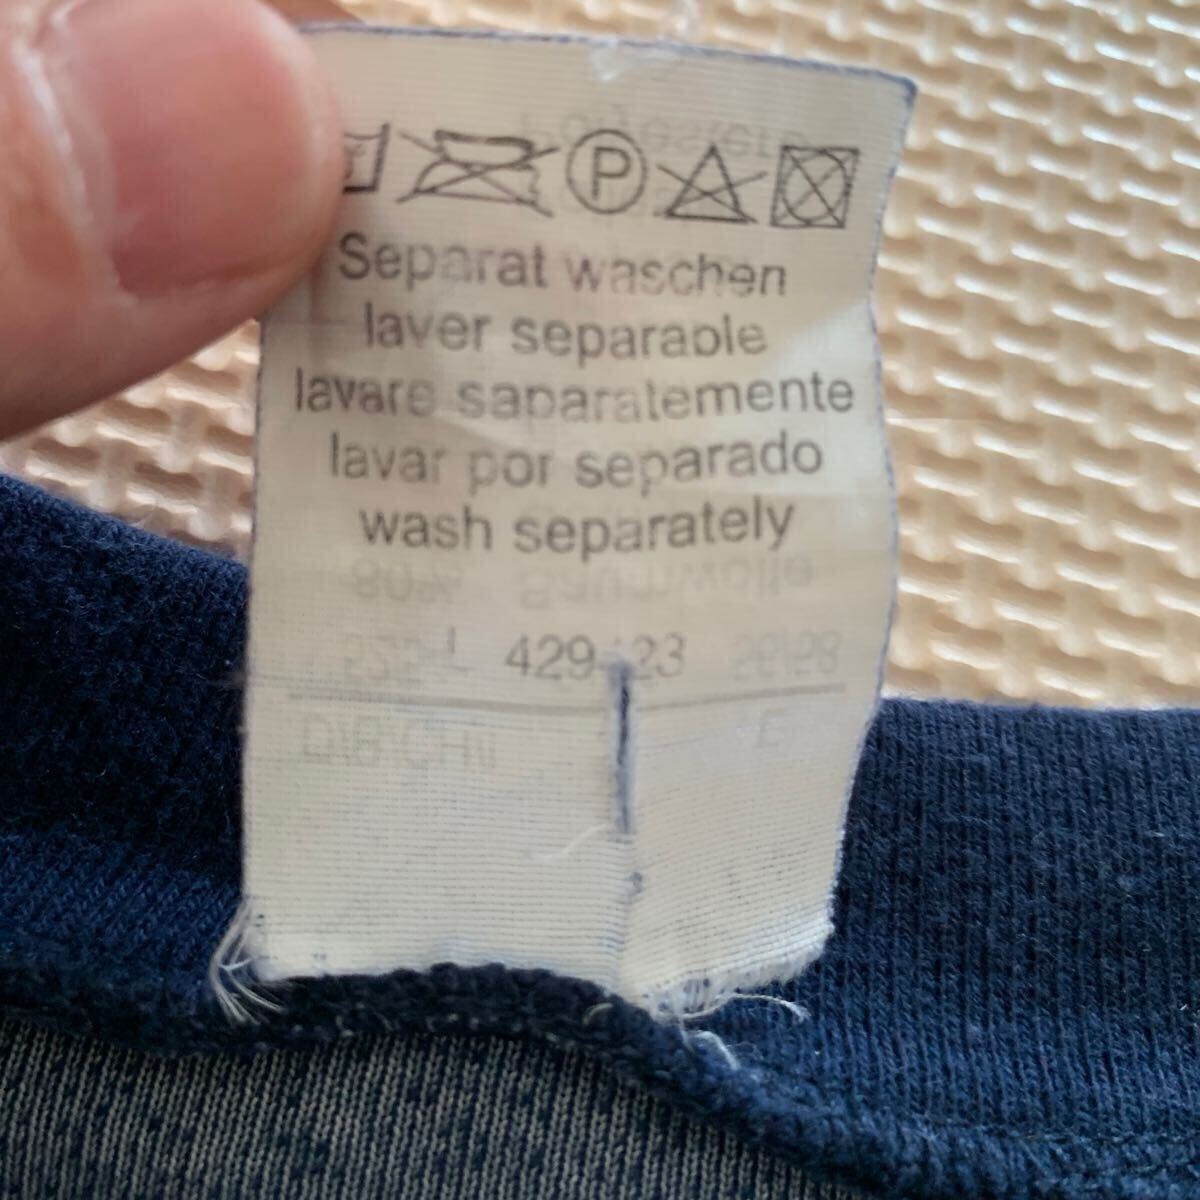 P
Separat waschen
laver separable
lavare saparatemente
lavar por separado
wash separately
429 23